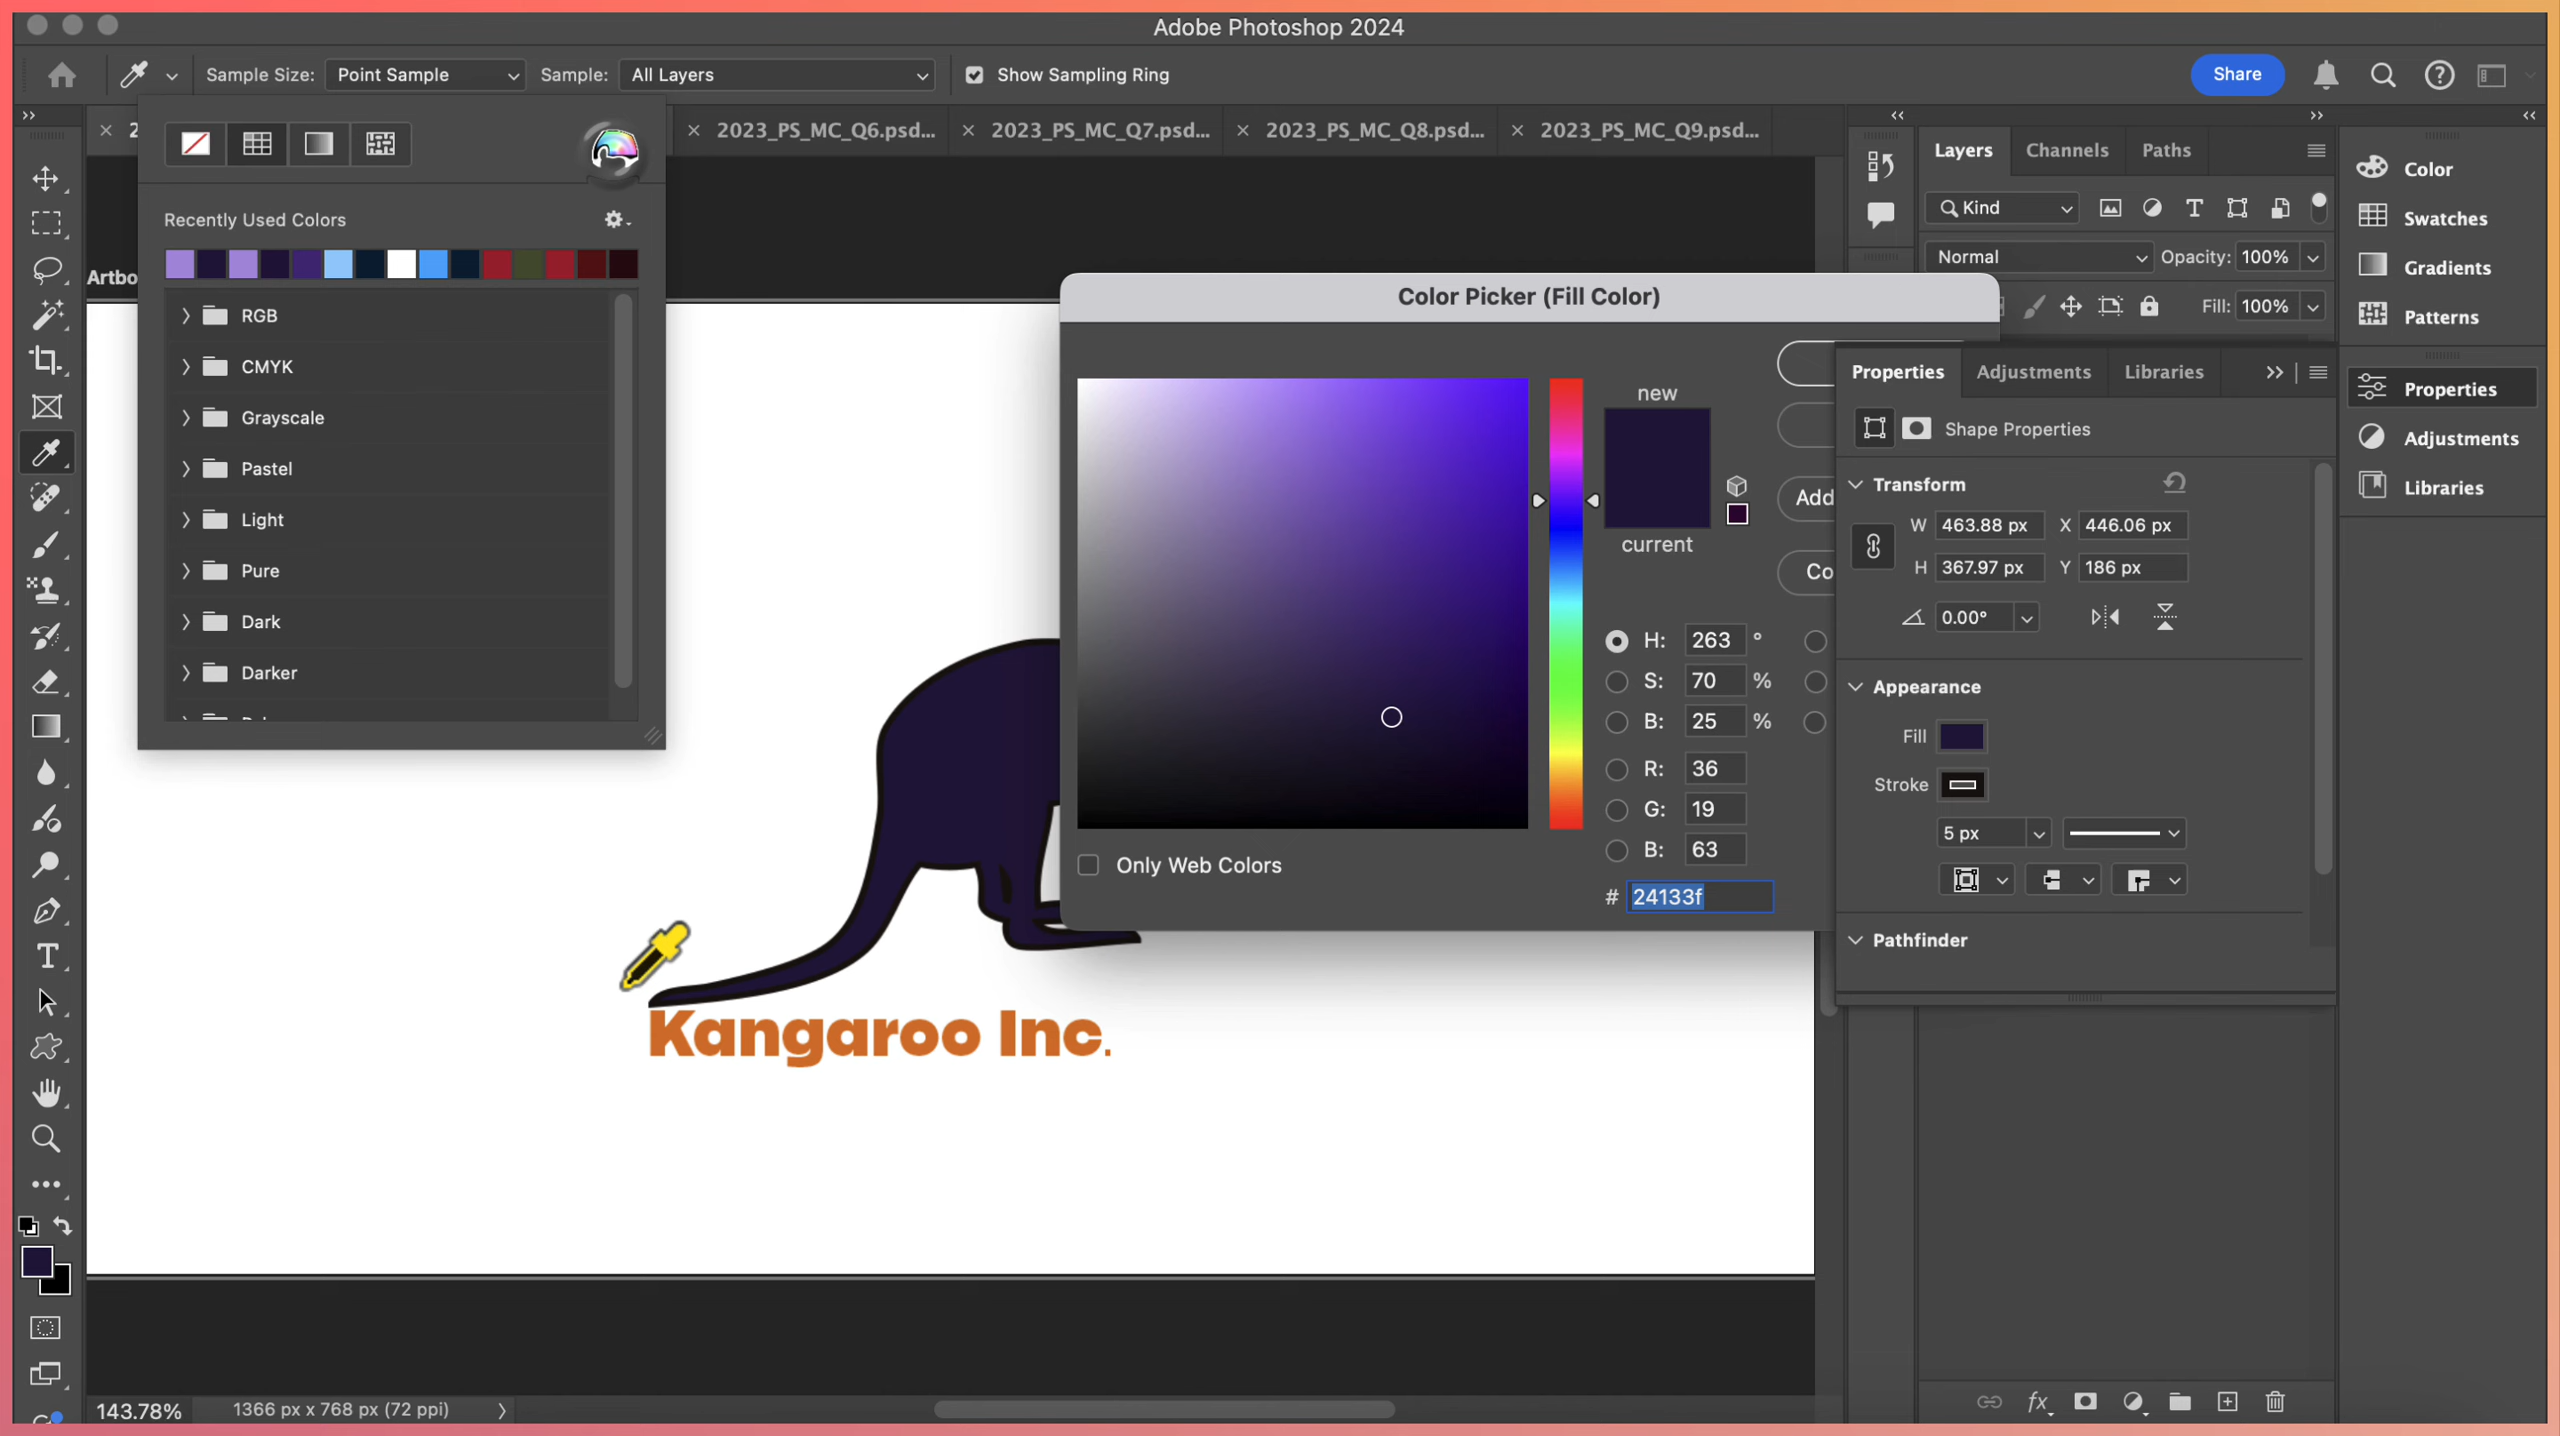 Adobe Photoshop 2024
Sample Size: Point Sample Sample: All Layers Show Sampling Ring Share
2 2023_PS_MC_Q6.psd... 2023_PS_MC_Q7.psd... 2023_PS_MC_Q8.psd... 2023_PS_MC_Q9.psd...
Recently Used Colors
RGB
CMYK
Grayscale
Pastel
Light
Pure
Dark
Darker
Artbo
Kangaroo Inc.
Color Picker (Fill Color)
new
current
Add
Co
H: 263 °
S: 70 %
B: 25 %
R: 36
G: 19
B: 63
# 24133f
Only Web Colors
Layers Channels Paths
Kind
Normal Opacity: 100%
Fill: 100%
Properties Adjustments Libraries
Shape Properties
Transform
W 463.88 px X 446.06 px
H 367.97 px Y 186 px
0.00°
Appearance
Fill
Stroke
5 px
Pathfinder
Color
Swatches
Gradients
Patterns
Properties
Adjustments
Libraries
fx
143.78% 1366 px x 768 px (72 ppi)